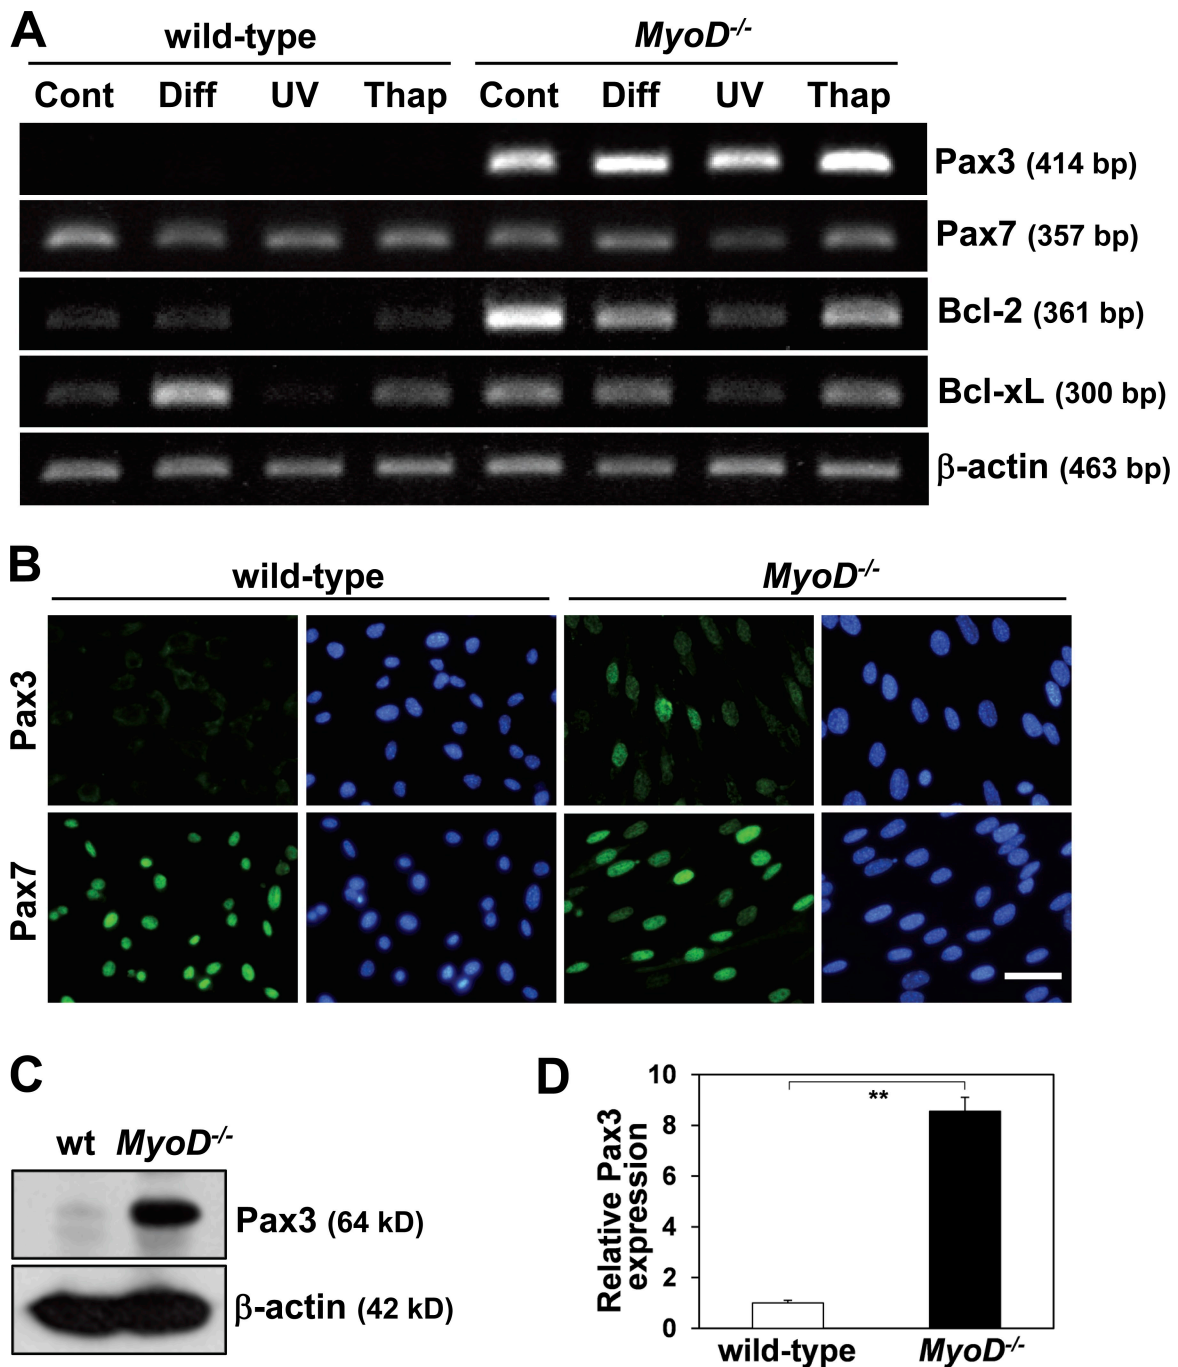 A
wild-type MyoD-/-
Cont Diff UV Thap Cont Diff UV Thap
Pax3 (414 bp)
Pax7 (357 bp)
Bcl-2 (361 bp)
Bcl-xL (300 bp)
β-actin (463 bp)
B
wild-type MyoD-/-
Pax3
Pax7
C
wt MyoD-/-
Pax3 (64 kD)
β-actin (42 kD)
D
Relative Pax3
expression
10
8
6
4
2
0
**
wild-type MyoD-/-